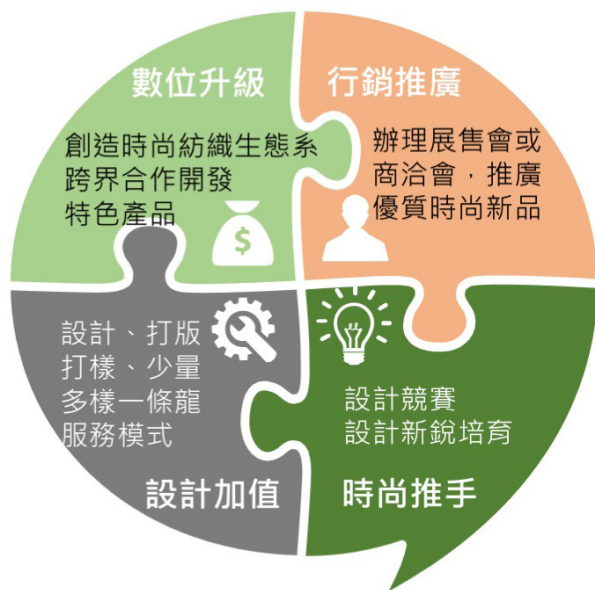 數位升級
創造時尚紡織生態系
跨界合作開發
特色產品
$
行銷推廣
辦理展售會或
商洽會，推廣
優質時尚新品
設計、打版
打樣、少量
多樣一條龍
服務模式
設計加值
設計競賽
設計新銳培育
時尚推手